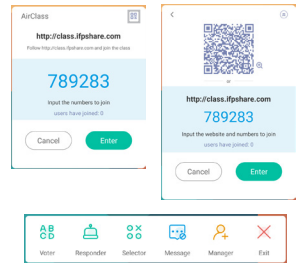 AirClass
http://class.ifpshare.com
Follow http://class.ifpshare.com and join the class
789283
Input the numbers to join
users have joined: 0
Cancel
Enter
or
http://class.ifpshare.com
789283
Input the website and numbers to join
users have joined: 0
Cancel
Enter
AB
CD
Voter
Responder
Selector
Message
Manager
Exit